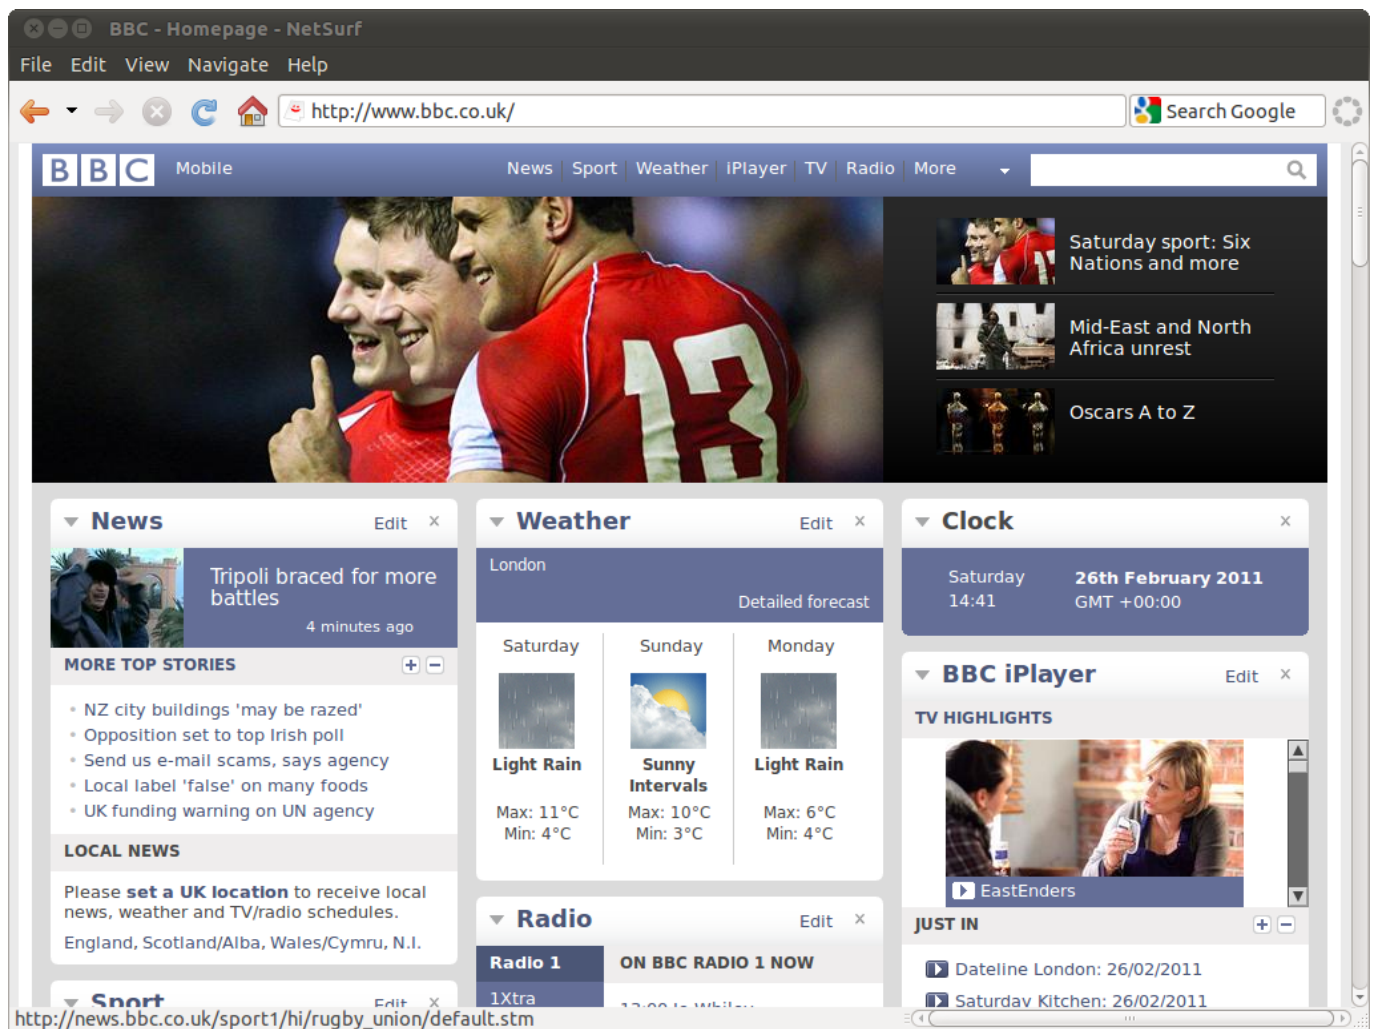 BBC - Homepage - NetSurf
File Edit View Navigate Help
http://www.bbc.co.uk/
Search Google
BBC
Mobile
News Sport Weather iPlayer TV Radio More
13
Saturday sport: Six
Nations and more
Mid-East and North
Africa unrest
Oscars A to Z
News Edit
Tripoli braced for more
battles
4 minutes ago
MORE TOP STORIES
NZ city buildings 'may be razed'
Opposition set to top Irish poll
Send us e-mail scams, says agency
Local label 'false' on many foods
UK funding warning on UN agency
LOCAL NEWS
Please set a UK location to receive local
news, weather and TV/radio schedules.
England, Scotland/Alba, Wales/Cymru, N.I.
Sport Edit
Weather Edit
London
Detailed forecast
Saturday Sunday Monday
Light Rain Sunny Light Rain
Intervals
Max: 11°C Max: 10°C Max: 6°C
Min: 4°C Min: 3°C Min: 4°C
Radio Edit
Radio 1 ON BBC RADIO 1 NOW
1Xtra
13:00 Jo Whiley
Clock
Saturday 26th February 2011
14:41 GMT +00:00
BBC iPlayer Edit
TV HIGHLIGHTS
EastEnders
JUST IN
Dateline London: 26/02/2011
Saturday Kitchen: 26/02/2011
http://news.bbc.co.uk/sport1/hi/rugby_union/default.stm